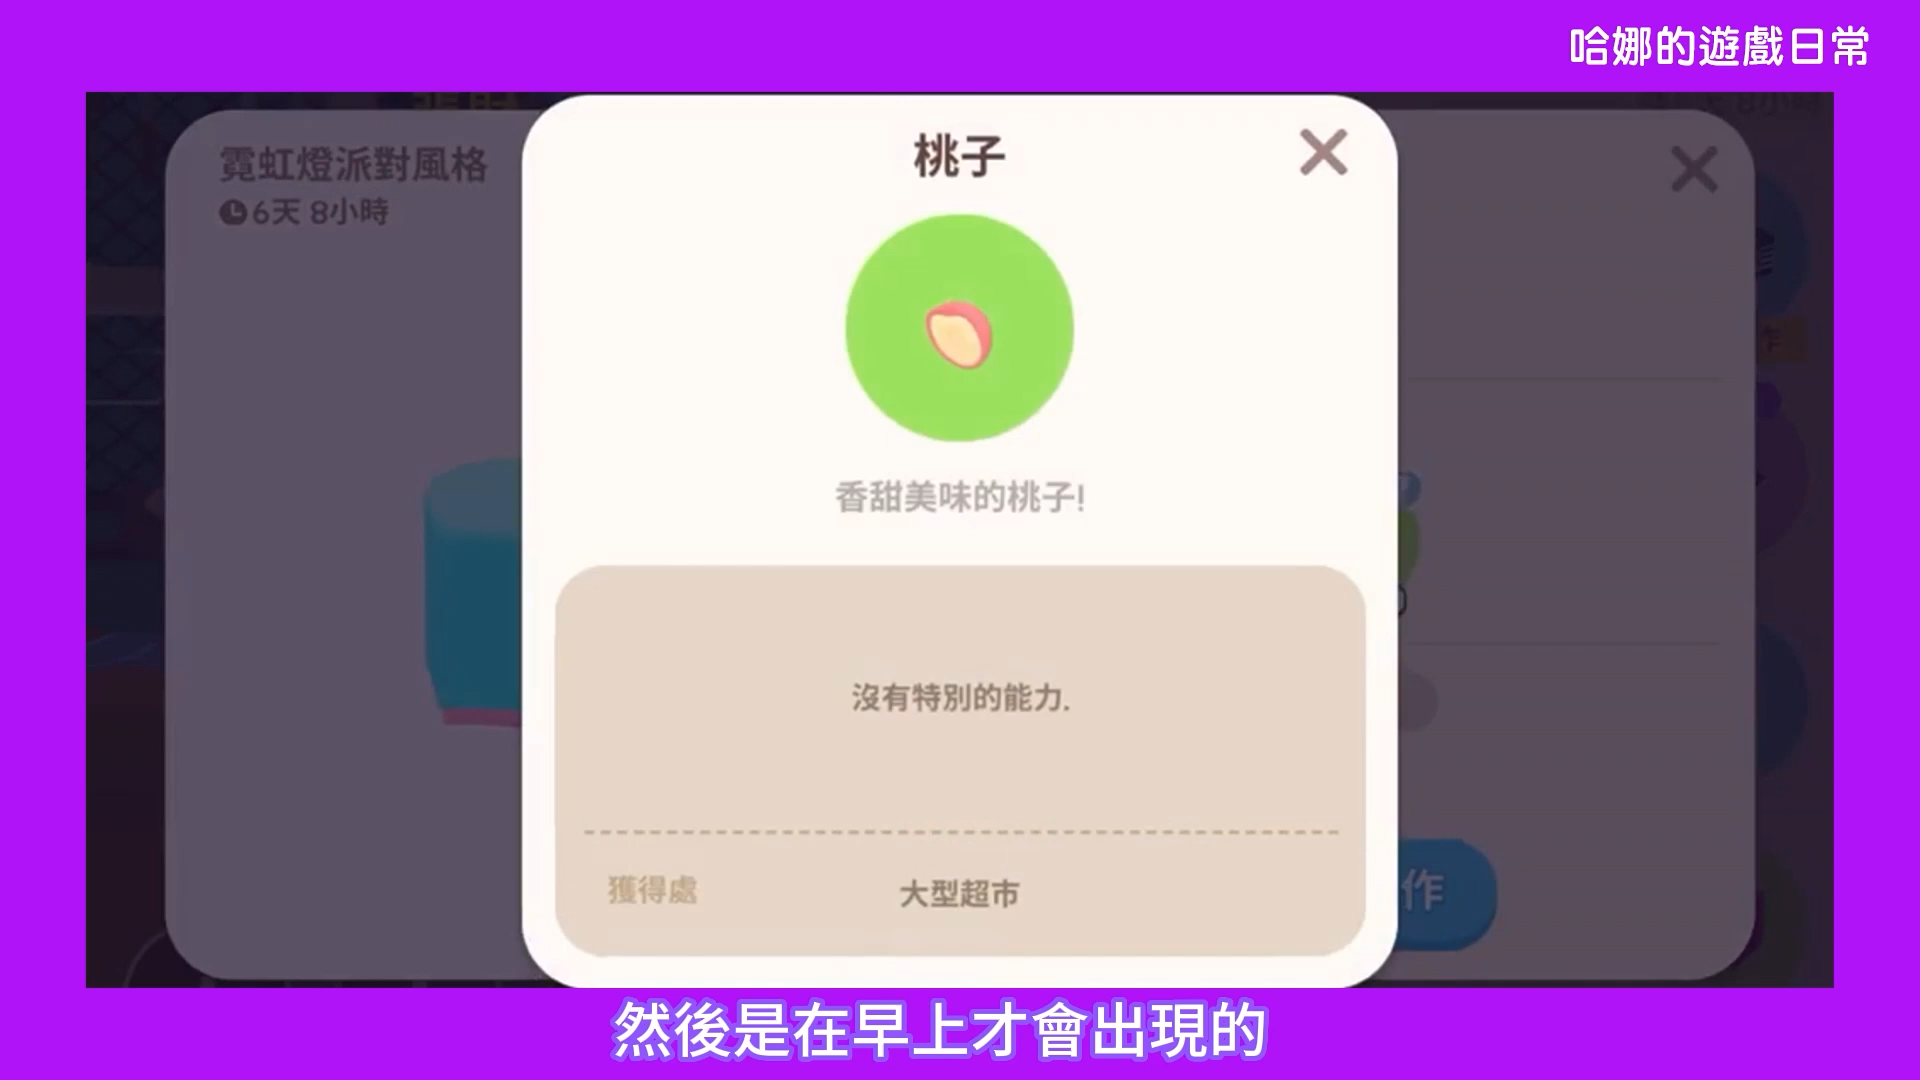 哈娜的遊戲日常
霓虹燈派對風格
6天 8小時
桃子
香甜美味的桃子!
沒有特別的能力.
獲得處
大型超市
作
作
然後是在早上才會出現的